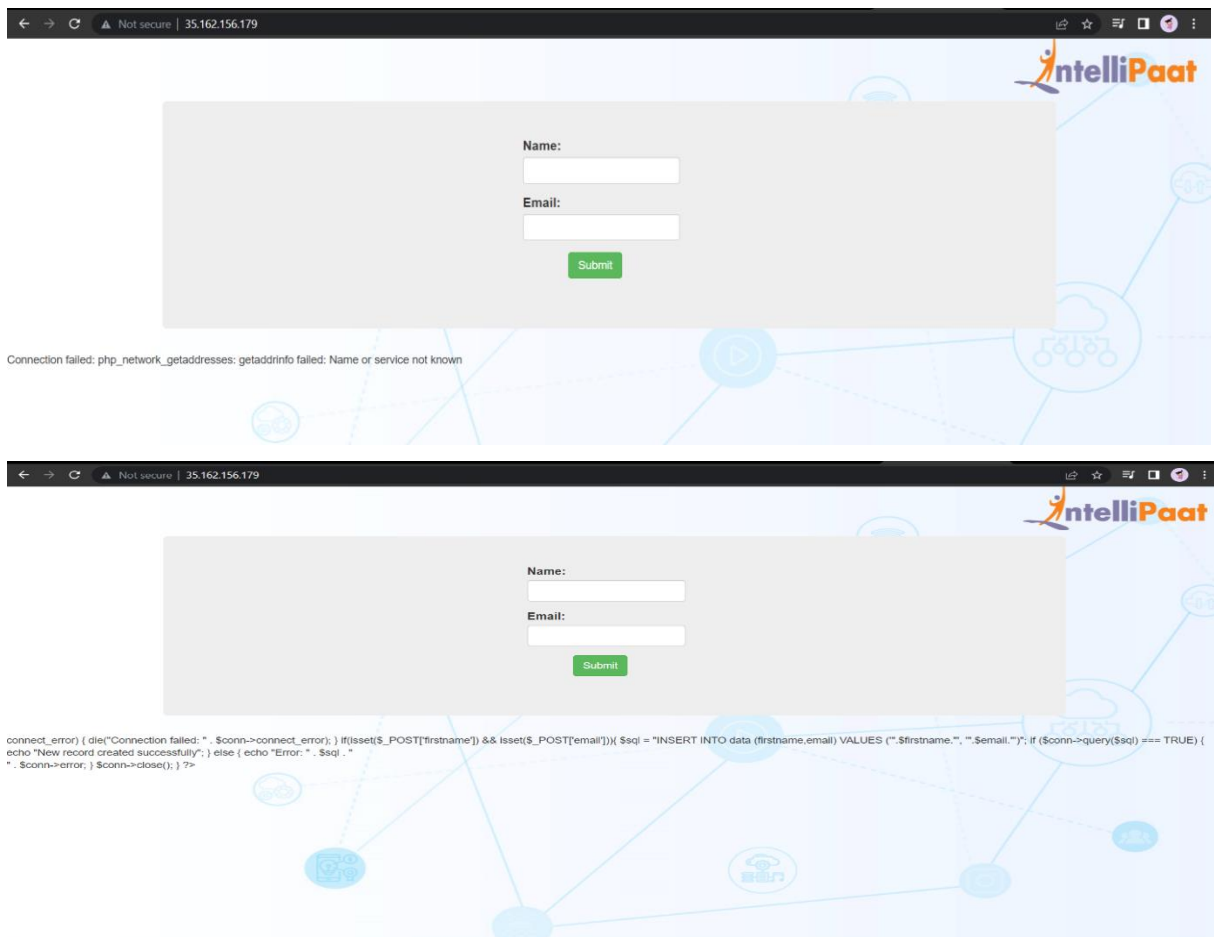 Not secure | 35.162.156.179
IntelliPaat
Name:
Email:
Submit
Connection failed: php_network_getaddresses: getaddrinfo failed: Name or service not known
Not secure | 35.162.156.179
IntelliPaat
Name:
Email:
Submit
connect_error) { die("Connection failed: " . $conn->connect_error); } if(isset($_POST['firstname']) && isset($_POST['email'])){ $sql = "INSERT INTO data (firstname,email) VALUES ('".$firstname."', '".$email."')"; if ($conn->query($sql) === TRUE) {
echo "New record created successfully"; } else { echo "Error: " . $sql . "
" . $conn->error; } $conn->close(); } ?>